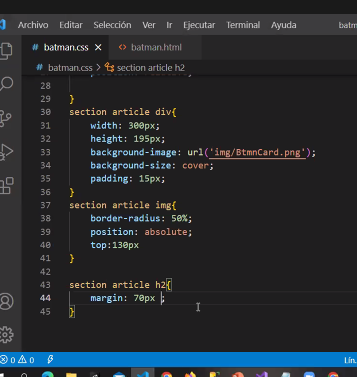 Archivo Editar Selección Ver Ir Ejecutar Terminal Ayuda batm
# batman.css × <> batman.html
# batman.css > section article h2
28
29 }
30 section article div{
31 width: 300px;
32 height: 195px;
33 background-image: url('img/BtmnCard.png');
34 background-size: cover;
35 padding: 15px;
36 }
37 section article img{
38 border-radius: 50%;
39 position: absolute;
40 top:130px
41 }
42
43 section article h2{
44 margin: 70px ;
45 }
0 0 Lín.